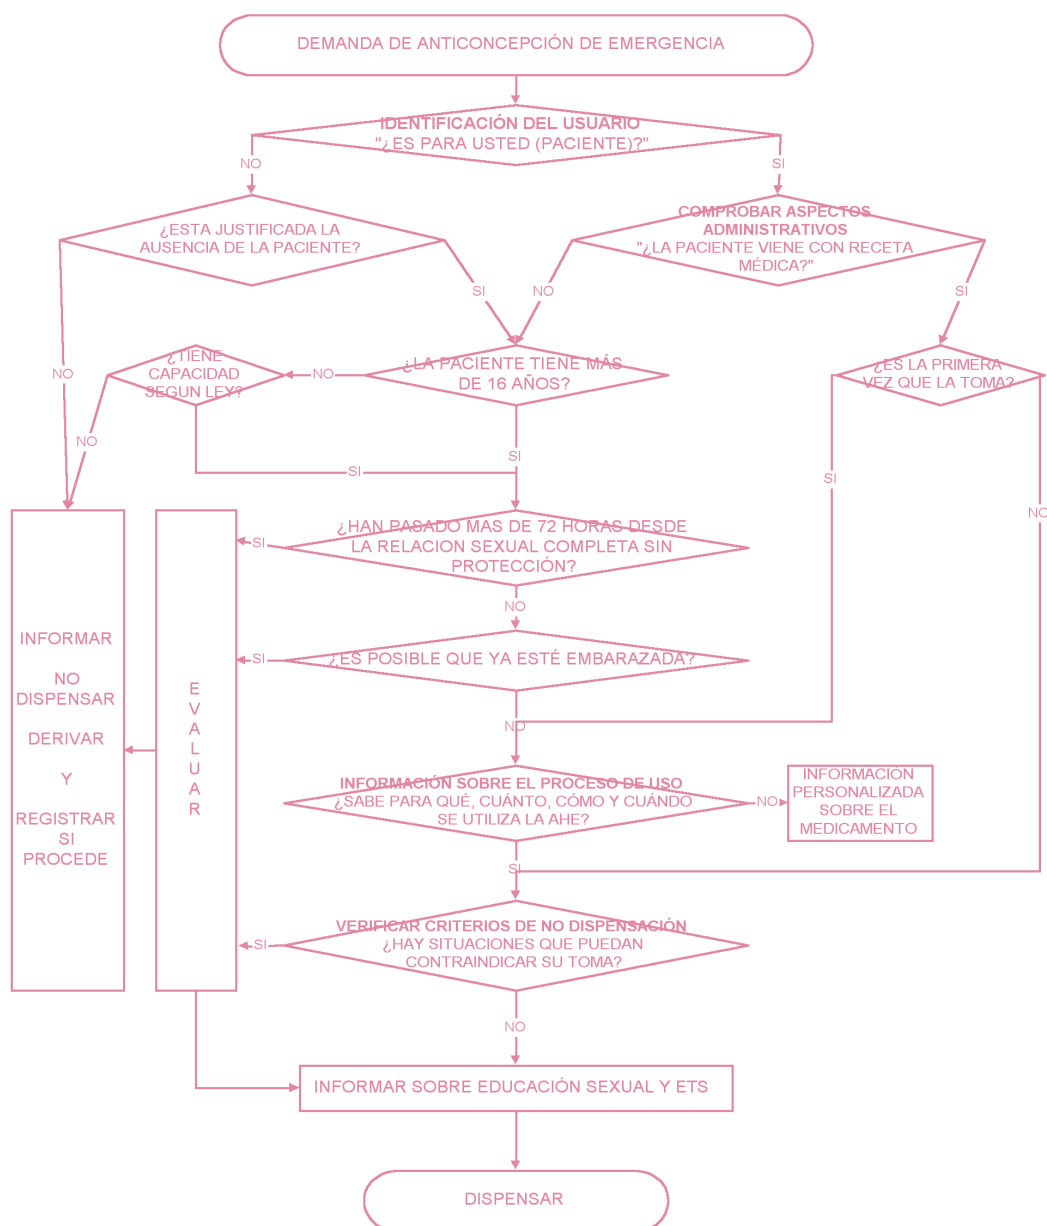 DEMANDA DE ANTICONCEPCIÓN DE EMERGENCIA
IDENTIFICACIÓN DEL USUARIO
"¿ES PARA USTED (PACIENTE)?"
NO
SI
¿ESTA JUSTIFICADA LA
AUSENCIA DE LA PACIENTE?
COMPROBAR ASPECTOS
ADMINISTRATIVOS
"¿LA PACIENTE VIENE CON RECETA
MÉDICA?"
SI
NO
SI
NO
¿TIENE
CAPACIDAD
SEGUN LEY?
NO
¿LA PACIENTE TIENE MÁS
DE 16 AÑOS?
¿ES LA PRIMERA
VEZ QUE LA TOMA?
NO
SI
SI
SI
NO
¿HAN PASADO MAS DE 72 HORAS DESDE
LA RELACION SEXUAL COMPLETA SIN
PROTECCIÓN?
SI
NO
¿ES POSIBLE QUE YA ESTÉ EMBARAZADA?
SI
NO
INFORMAR
NO
DISPENSAR
DERIVAR
Y
REGISTRAR
SI
PROCEDE
E
V
A
L
U
A
R
INFORMACIÓN SOBRE EL PROCESO DE USO
¿SABE PARA QUÉ, CUÁNTO, CÓMO Y CUÁNDO
SE UTILIZA LA AHE?
NO
INFORMACIÓN
PERSONALIZADA
SOBRE EL
MEDICAMENTO
SI
VERIFICAR CRITERIOS DE NO DISPENSACIÓN
¿HAY SITUACIONES QUE PUEDAN
CONTRAINDICAR SU TOMA?
SI
NO
INFORMAR SOBRE EDUCACIÓN SEXUAL Y ETS
DISPENSAR